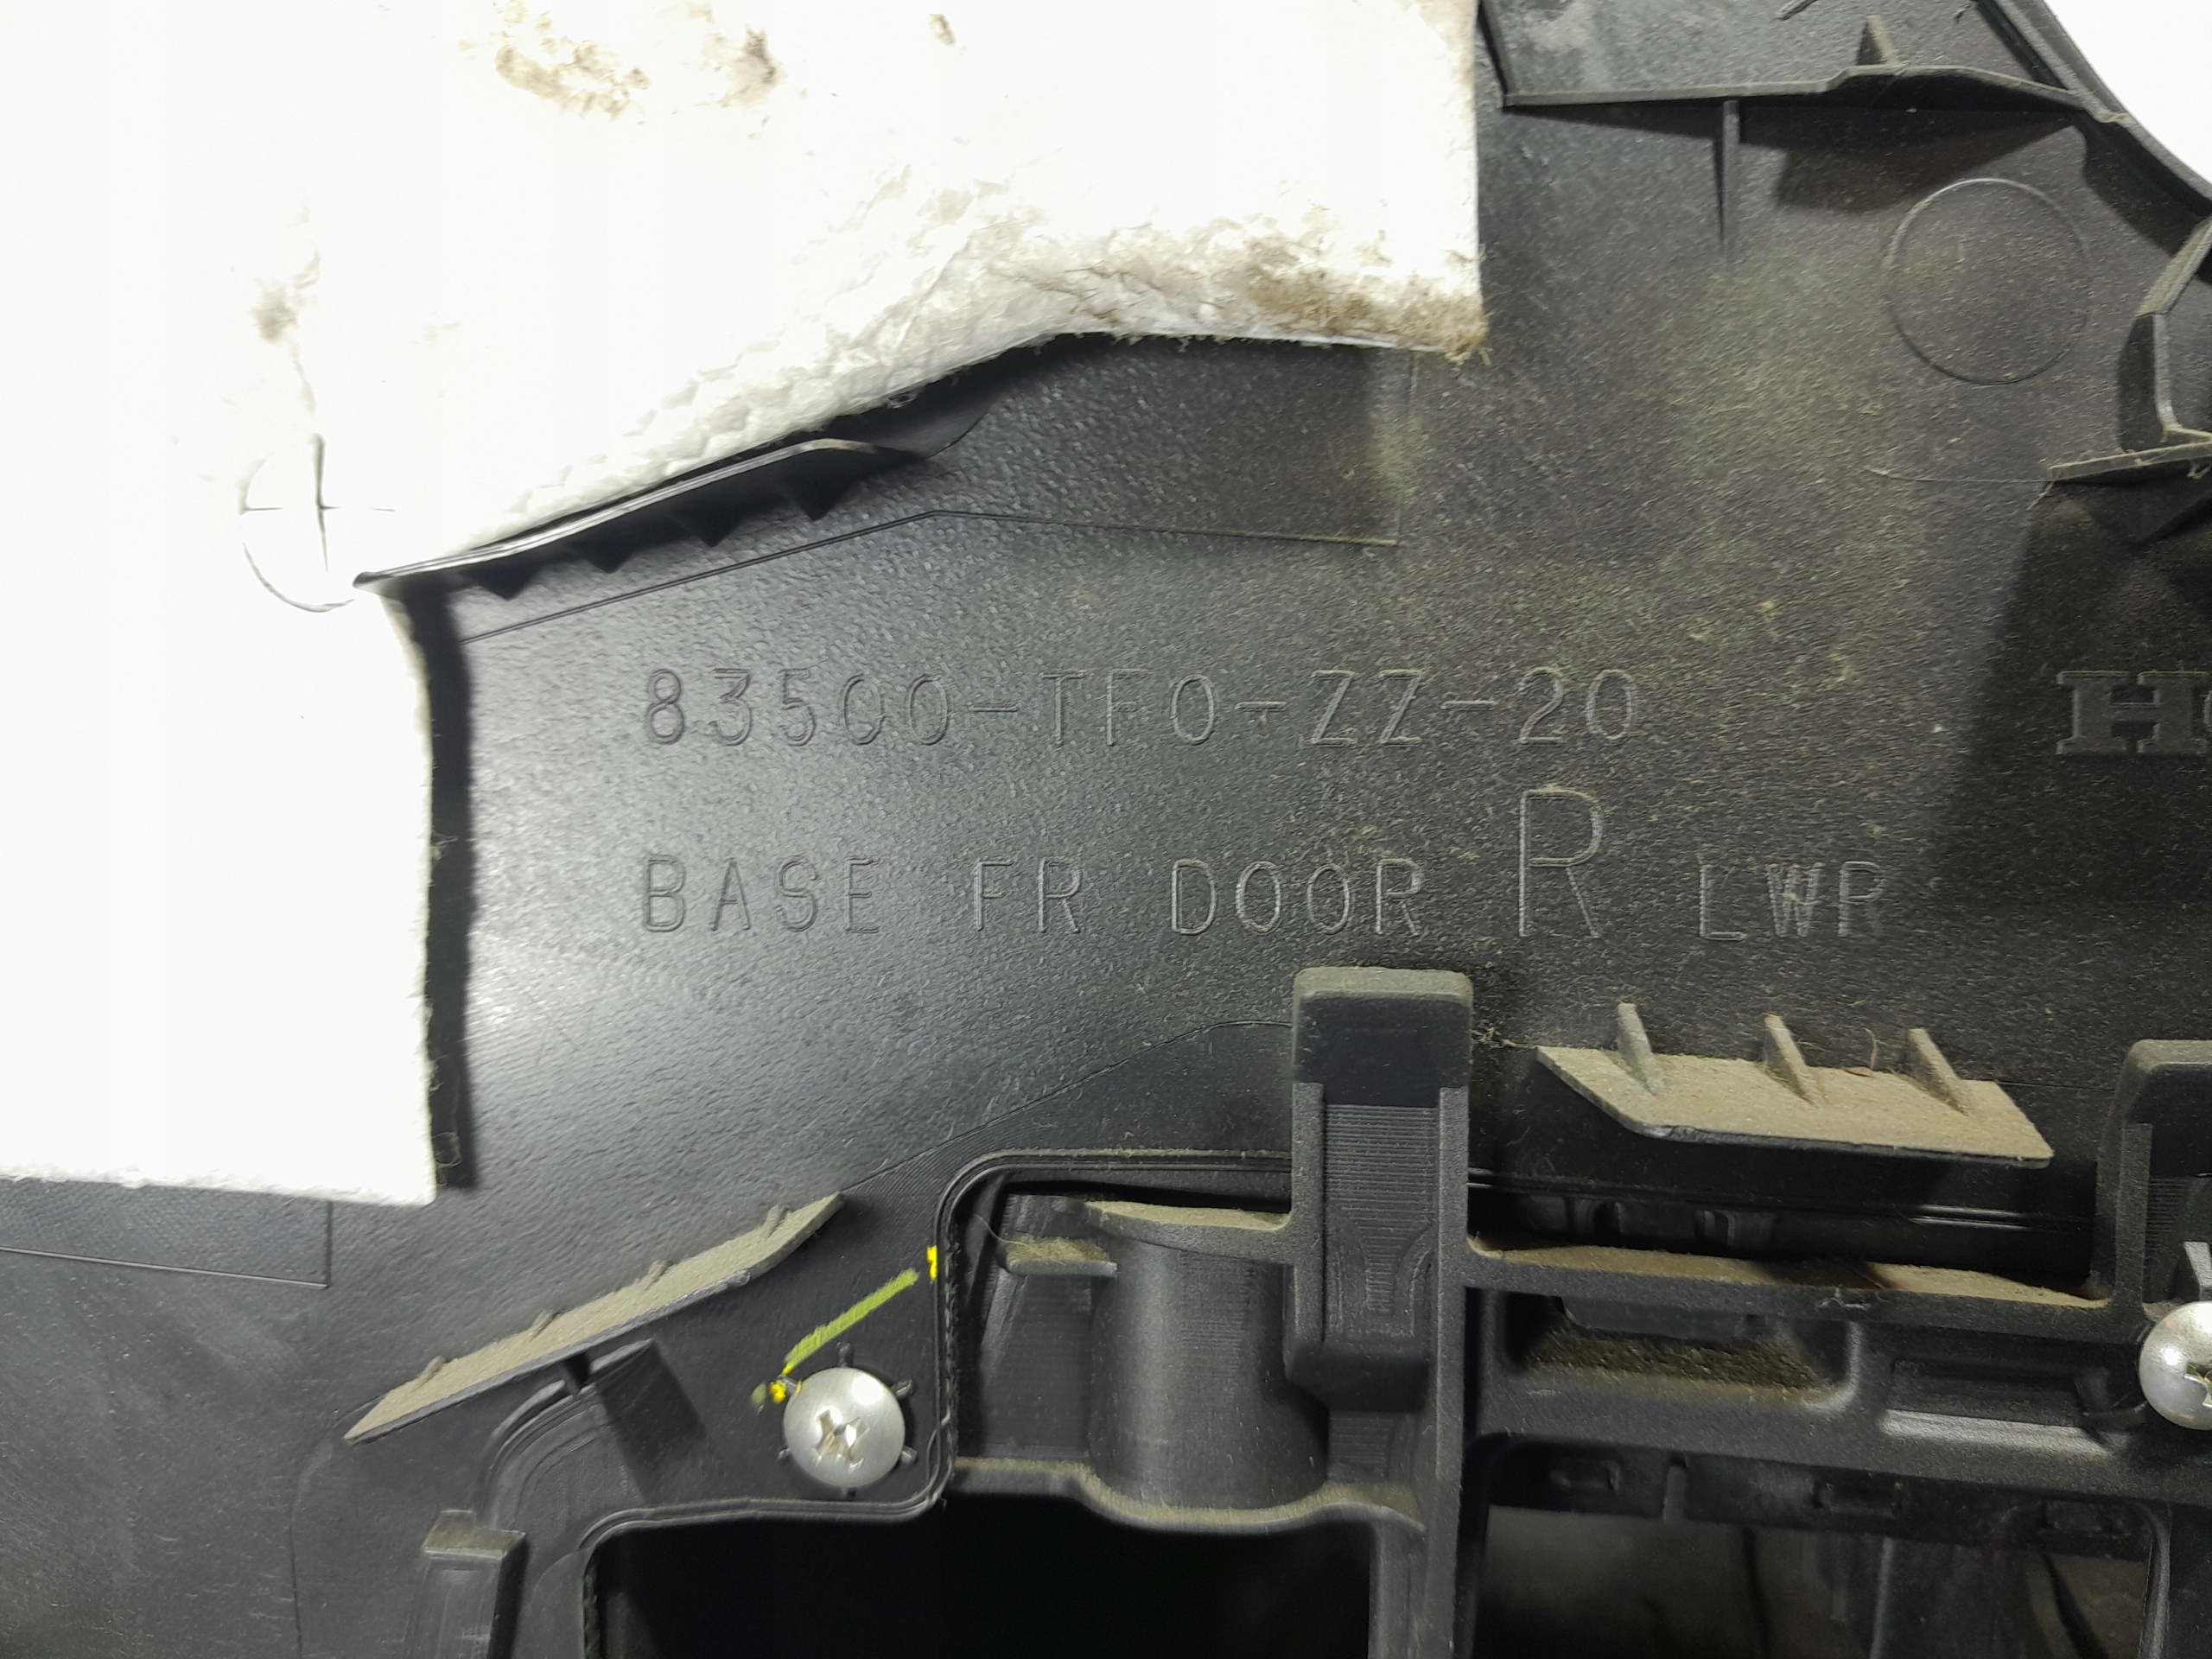 83500-TF0-ZZ-20
H
BASE FR DOOR R LWR